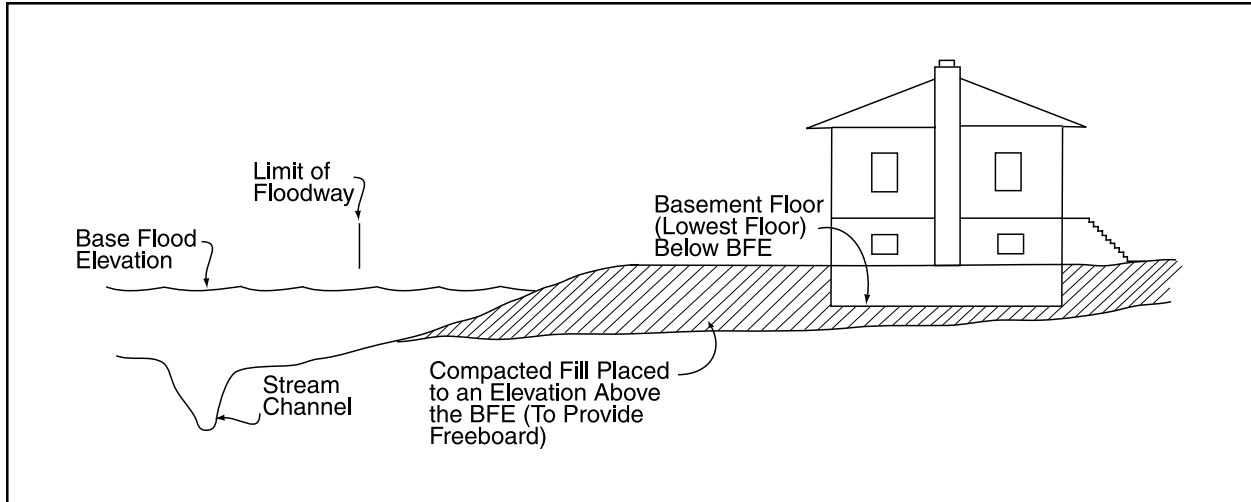 Limit of
Floodway
Base Flood
Elevation
Basement Floor
(Lowest Floor)
Below BFE
Stream
Channel
Compacted Fill Placed
to an Elevation Above
the BFE (To Provide
Freeboard)